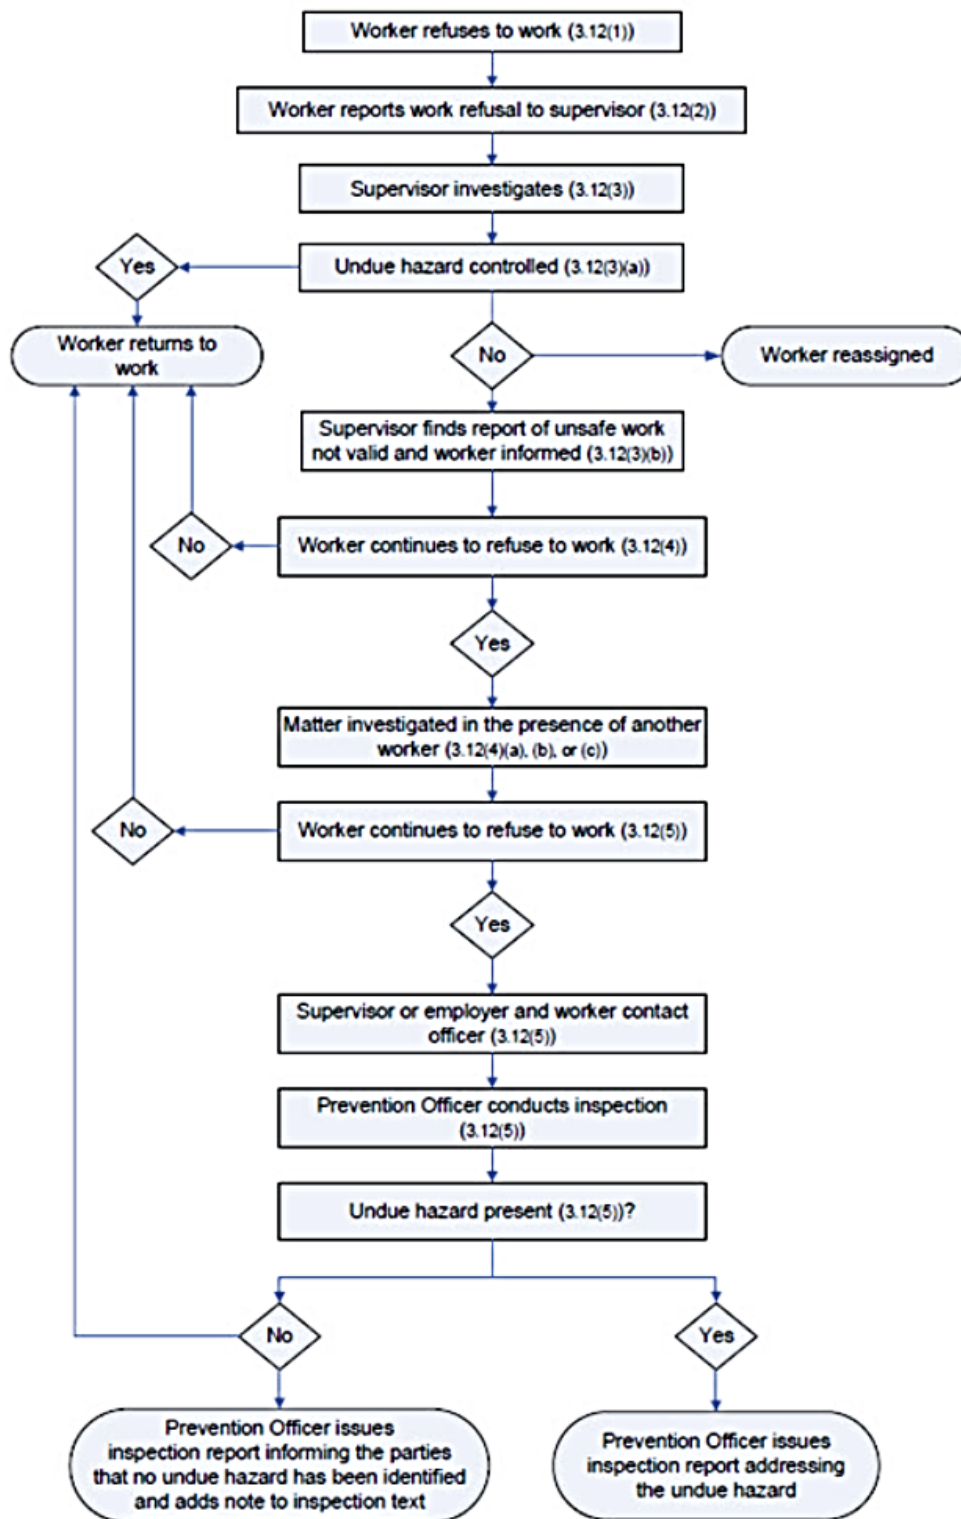 Worker refuses to work (3.12(1))
Worker reports work refusal to supervisor (3.12(2))
Supervisor investigates (3.12(3))
Yes
Undue hazard controlled (3.12(3)(a))
Worker returns to
work
No
Worker reassigned
Supervisor finds report of unsafe work
not valid and worker informed (3.12(3)(b))
No
Worker continues to refuse to work (3.12(4))
Yes
Matter investigated in the presence of another
worker (3.12(4)(a), (b), or (c))
No
Worker continues to refuse to work (3.12(5))
Yes
Supervisor or employer and worker contact
officer (3.12(5))
Prevention Officer conducts inspection
(3.12(5))
Undue hazard present (3.12(5))?
No
Yes
Prevention Officer issues
inspection report informing the parties
that no undue hazard has been identified
and adds note to inspection text
Prevention Officer issues
inspection report addressing
the undue hazard